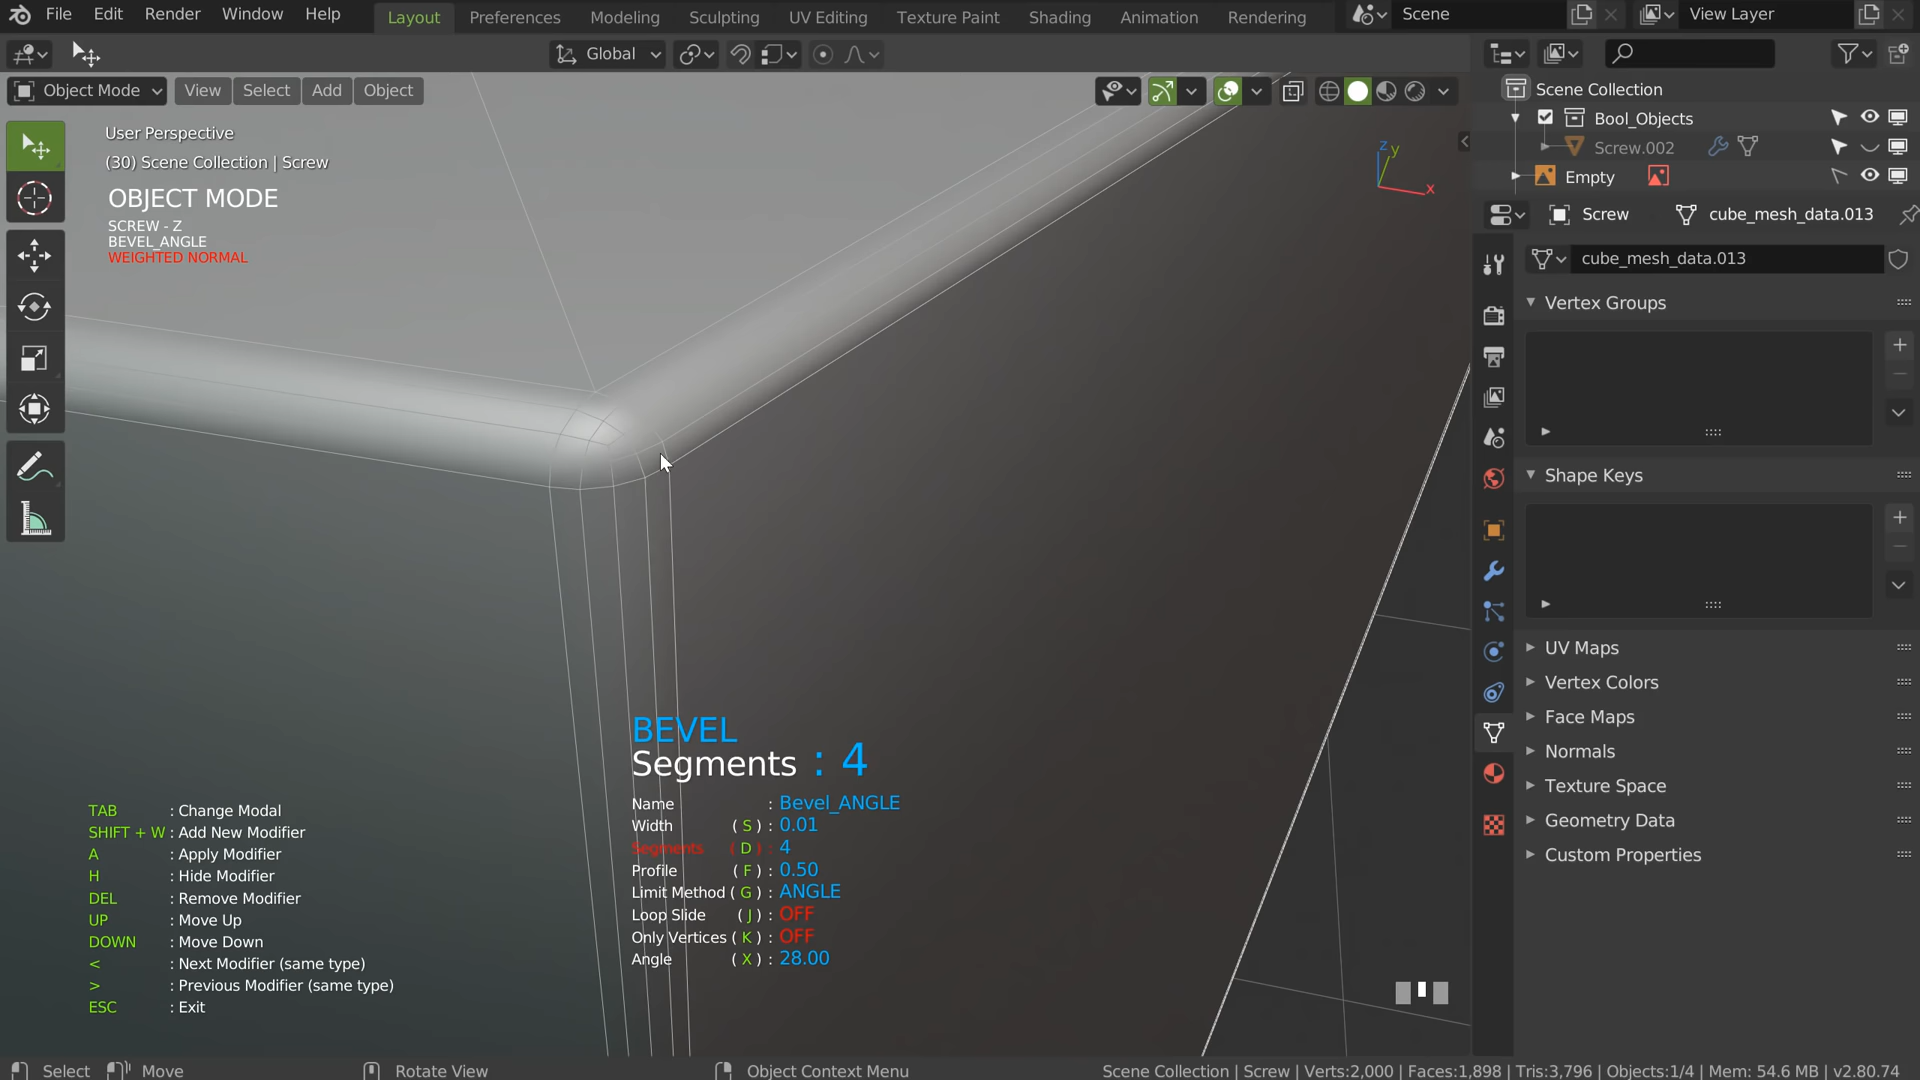 File Edit Render Window Help Layout Preferences Modeling Sculpting UV Editing Texture Paint Shading Animation Rendering Scene View Layer
Global
Object Mode View Select Add Object
Scene Collection
Bool_Objects
Screw.002
Empty
Screw cube_mesh_data.013
cube_mesh_data.013
Vertex Groups
Shape Keys
UV Maps
Vertex Colors
Face Maps
Normals
Texture Space
Geometry Data
Custom Properties
User Perspective
(30) Scene Collection | Screw
OBJECT MODE
SCREW - Z
BEVEL_ANGLE
WEIGHTED NORMAL
z y
x
BEVEL
Segments : 4
Name : Bevel_ANGLE
Width ( S ) : 0.01
Segments ( D ) : 4
Profile ( F ) : 0.50
Limit Method ( G ) : ANGLE
Loop Slide ( J ) : OFF
Only Vertices ( K ) : OFF
Angle ( X ) : 28.00
TAB : Change Modal
SHIFT + W : Add New Modifier
A : Apply Modifier
H : Hide Modifier
DEL : Remove Modifier
UP : Move Up
DOWN : Move Down
< : Next Modifier (same type)
> : Previous Modifier (same type)
ESC : Exit
Select Move Rotate View Object Context Menu Scene Collection | Screw | Verts:2,000 | Faces:1,898 | Tris:3,796 | Objects:1/4 | Mem: 54.6 MB | v2.80.74